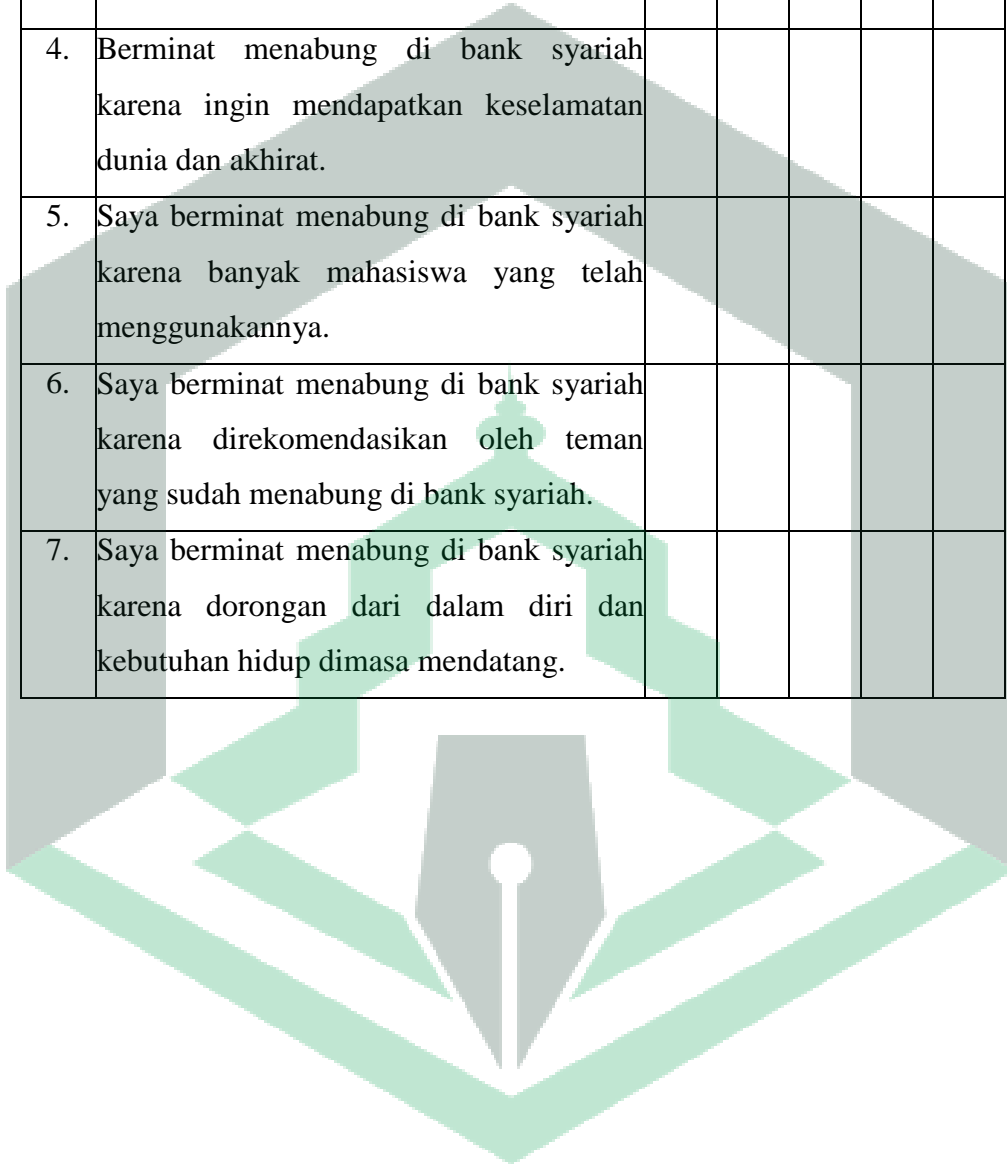 4. Berminat menabung di bank syariah
karena ingin mendapatkan keselamatan
dunia dan akhirat.
5. Saya berminat menabung di bank syariah
karena banyak mahasiswa yang telah
menggunakannya.
6. Saya berminat menabung di bank syariah
karena direkomendasikan oleh teman
yang sudah menabung di bank syariah.
7. Saya berminat menabung di bank syariah
karena dorongan dari dalam diri dan
kebutuhan hidup dimasa mendatang.